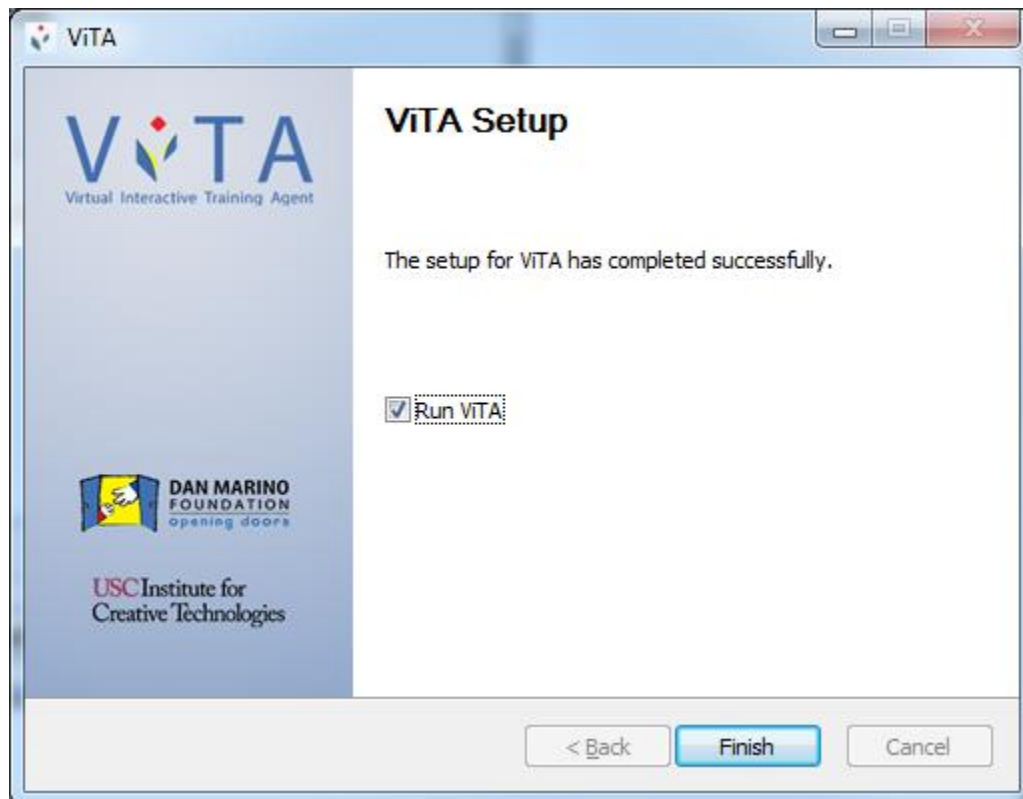 ViTA
ViTA
Virtual Interactive Training Agent
DAN MARINO
FOUNDATION
opening doors
USC Institute for
Creative Technologies
ViTA Setup
The setup for ViTA has completed successfully.
Run ViTA
< Back
Finish
Cancel